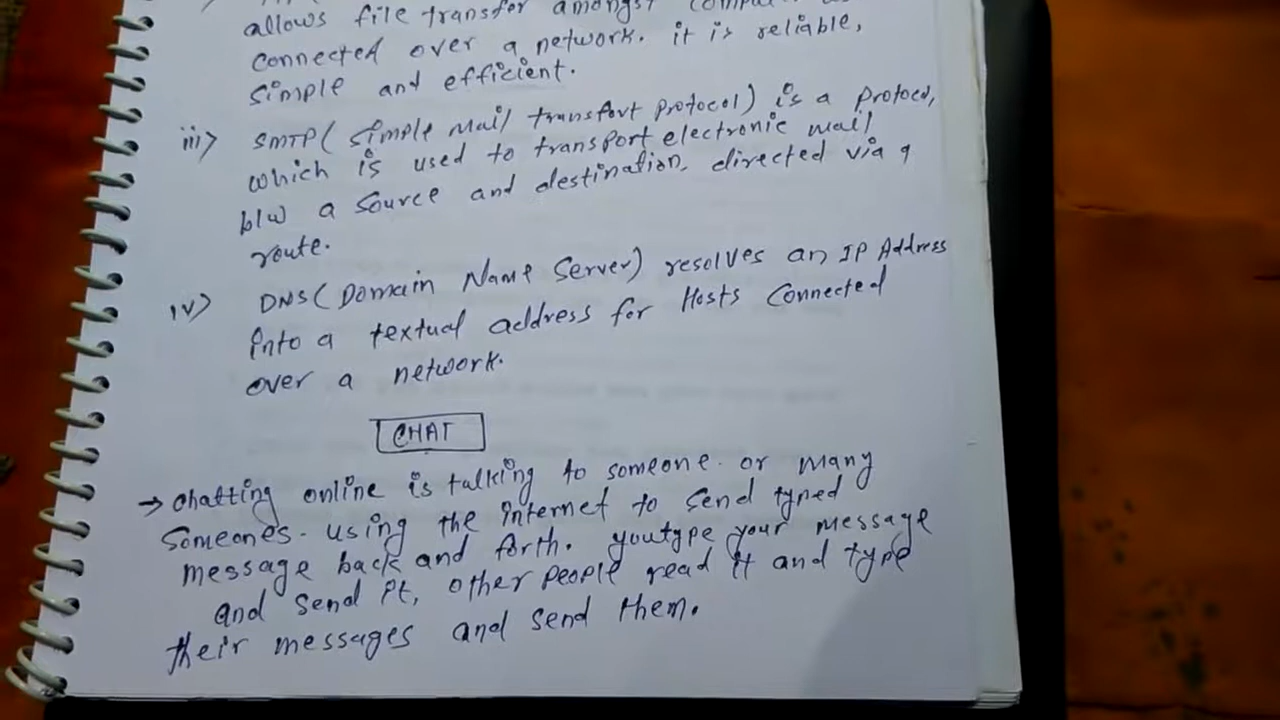 allows file transfer amongst
connected over a network. it is reliable,
simple and efficient.
iii) SMTP( simple Mail transfort protocol) is a protocol,
which is used to transport electronic mail
b/w a source and destination, directed via a
route.
iv) DNS( Domain Name Server) resolves an IP Address
into a textual address for Hosts Connected
over a network.
CHAT
→ Chatting online is talking to someone or many
someones. using the internet to send typed
message back and forth. you type your message
and send it, other people read it and type
their messages and send them.